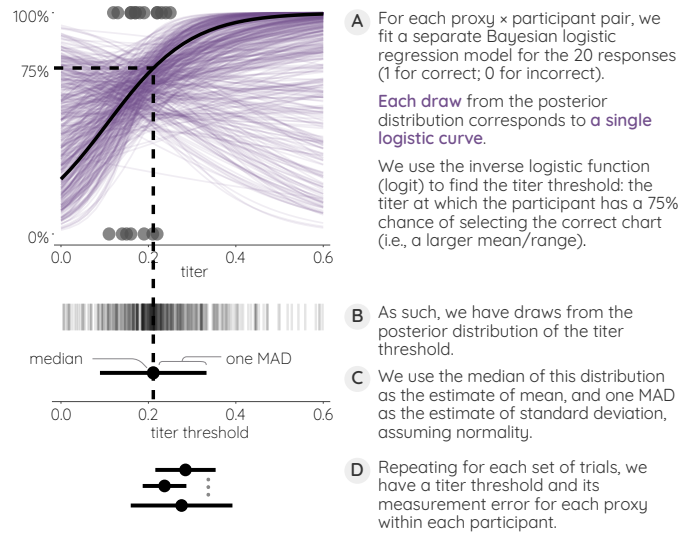 100%
75%
0%
0.0
0.2
0.4
0.6
titer
A
For each proxy × participant pair, we
fit a separate Bayesian logistic
regression model for the 20 responses
(1 for correct; 0 for incorrect).
Each draw from the posterior
distribution corresponds to a single
logistic curve.
We use the inverse logistic function
(logit) to find the titer threshold: the
titer at which the participant has a 75%
chance of selecting the correct chart
(i.e., a larger mean/range).
B
As such, we have draws from the
posterior distribution of the titer
threshold.
median
one MAD
0.0
0.2
0.4
0.6
titer threshold
C
We use the median of this distribution
as the estimate of mean, and one MAD
as the estimate of standard deviation,
assuming normality.
D
Repeating for each set of trials, we
have a titer threshold and its
measurement error for each proxy
within each participant.